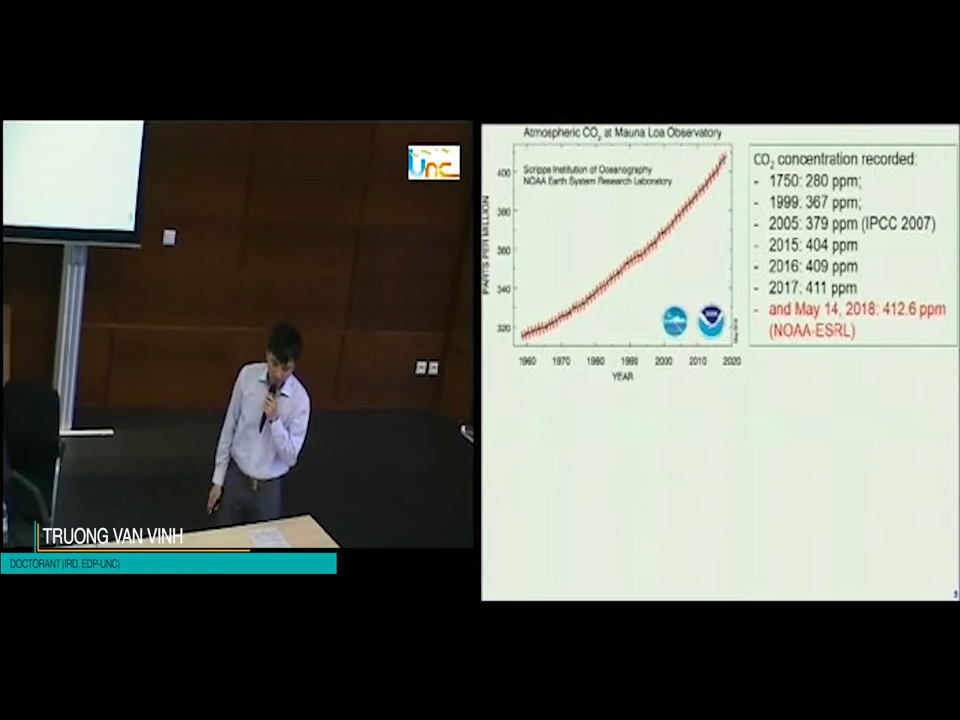 Unc
TRUONG VAN VINH
DOCTORANT (IRD, EDP-UNC)
Atmospheric CO2 at Mauna Loa Observatory
Scripps Institution of Oceanography
NOAA Earth System Research Laboratory
PARTS PER MILLION
400
380
360
340
320
1960 1970 1980 1990 2000 2010 2020
YEAR
CO2 concentration recorded:
- 1750: 280 ppm;
- 1999: 367 ppm;
- 2005: 379 ppm (IPCC 2007)
- 2015: 404 ppm
- 2016: 409 ppm
- 2017: 411 ppm
- and May 14, 2018: 412.6 ppm
(NOAA-ESRL)